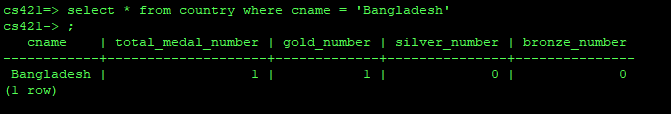 cs421=> select * from country where cname = 'Bangladesh'
cs421-> ;
   cname    | total_medal_number | gold_number | silver_number | bronze_number
------------+--------------------+-------------+---------------+---------------
 Bangladesh |                  1 |           1 |             0 |             0
(1 row)